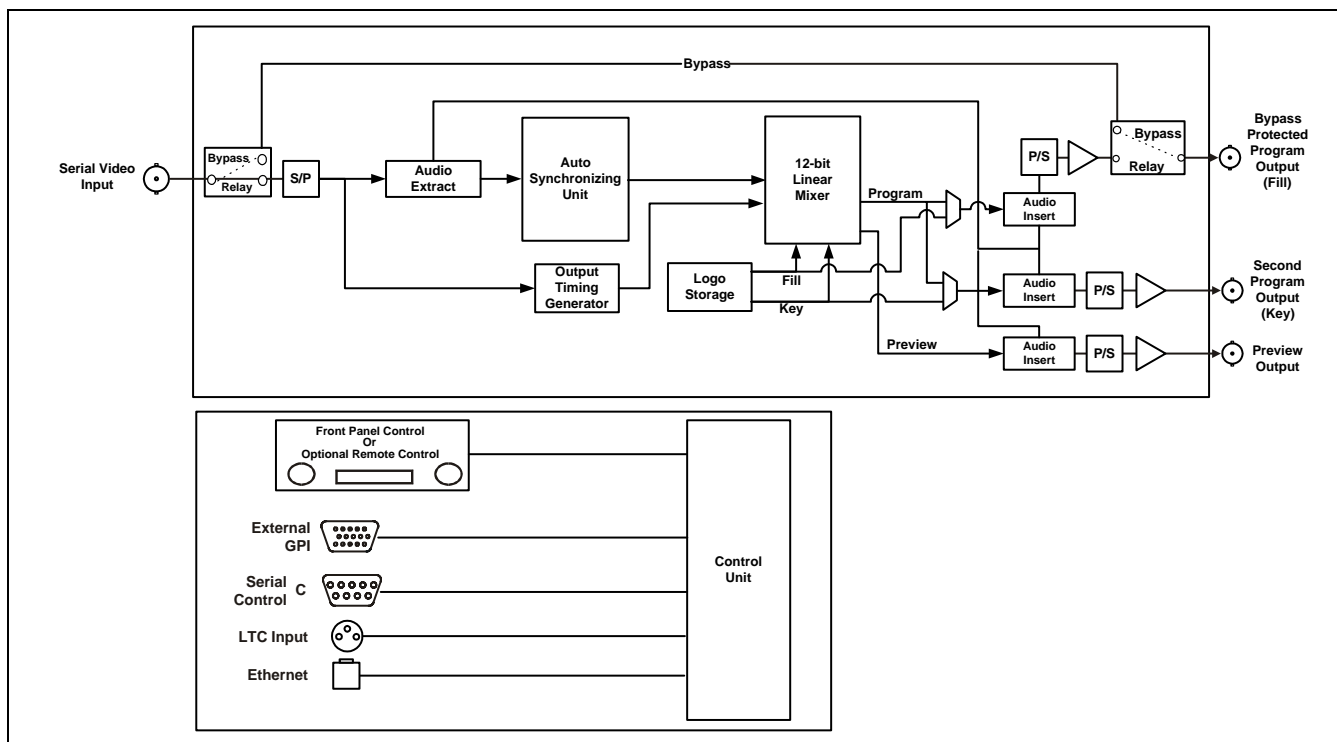 Bypass
Serial Video
Input
Bypass
Relay
S/P
Audio
Extract
Auto
Synchronizing
Unit
Output
Timing
Generator
12-bit
Linear
Mixer
Logo
Storage
Fill
Key
Program
Preview
P/S
Audio
Insert
Bypass
Relay
Bypass
Protected
Program
Output
(Fill)
Audio
Insert
P/S
Second
Program
Output
(Key)
Audio
Insert
P/S
Preview
Output
Front Panel Control
Or
Optional Remote Control
External
GPI
Serial
Control
C
LTC Input
Ethernet
Control
Unit